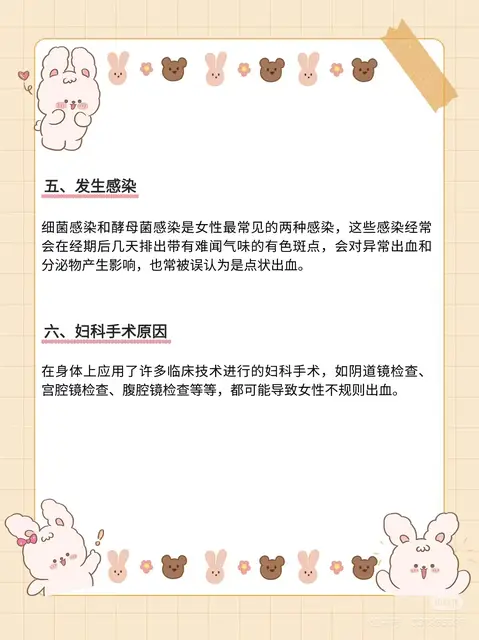 五、发生感染
细菌感染和酵母菌感染是女性最常见的两种感染，这些感染经常
会在经期后几天排出带有难闻气味的有色斑点，会对异常出血和
分泌物产生影响，也常被误认为是点状出血。
六、妇科手术原因
在身体上应用了许多临床技术进行的妇科手术，如阴道镜检查、
宫腔镜检查、腹腔镜检查等等，都可能导致女性不规则出血。